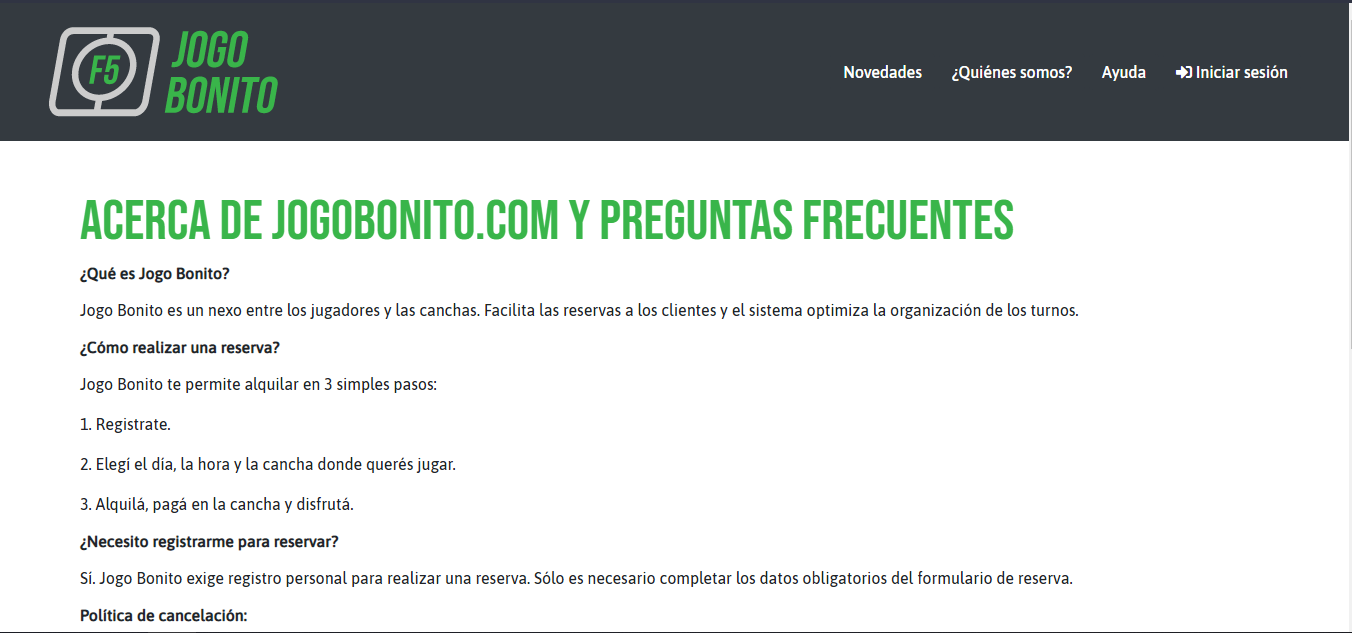 F5
JOGO
BONITO
Novedades
¿Quiénes somos?
Ayuda
Iniciar sesión
ACERCA DE JOGOBONITO.COM Y PREGUNTAS FRECUENTES
¿Qué es Jogo Bonito?
Jogo Bonito es un nexo entre los jugadores y las canchas. Facilita las reservas a los clientes y el sistema optimiza la organización de los turnos.
¿Cómo realizar una reserva?
Jogo Bonito te permite alquilar en 3 simples pasos:
1. Registrate.
2. Elegí el día, la hora y la cancha donde querés jugar.
3. Alquilá, pagá en la cancha y disfrutá.
¿Necesito registrarme para reservar?
Sí. Jogo Bonito exige registro personal para realizar una reserva. Sólo es necesario completar los datos obligatorios del formulario de reserva.
Política de cancelación: